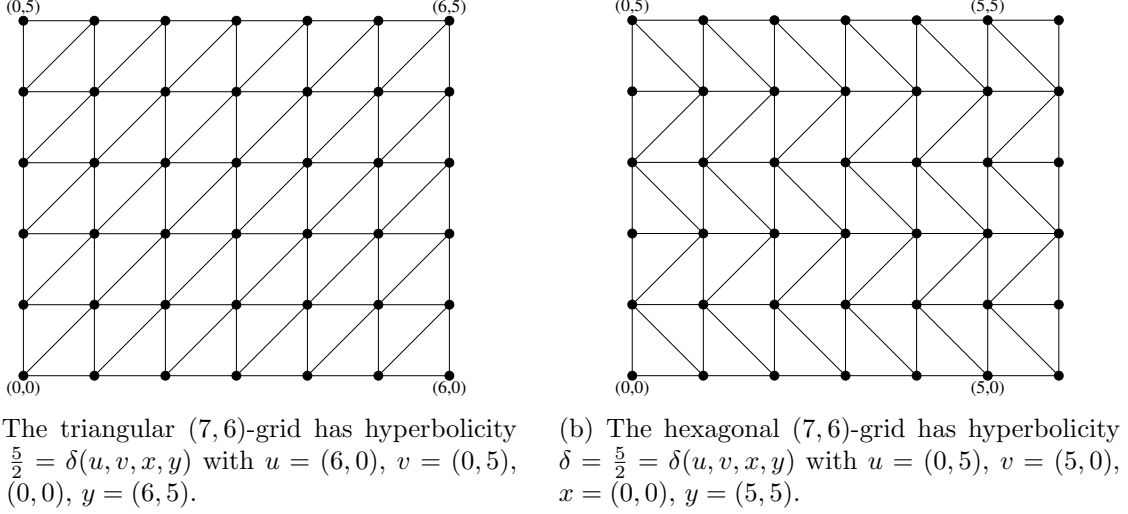 (0,5) (6,5)
(0,0) (6,0)
The triangular (7, 6)-grid has hyperbolicity
5/2 = δ(u, v, x, y) with u = (6, 0), v = (0, 5),
(0, 0), y = (6, 5).
(0,5) (5,5)
(0,0) (5,0)
(b) The hexagonal (7, 6)-grid has hyperbolicity
δ = 5/2 = δ(u, v, x, y) with u = (0, 5), v = (5, 0),
x = (0, 0), y = (5, 5).